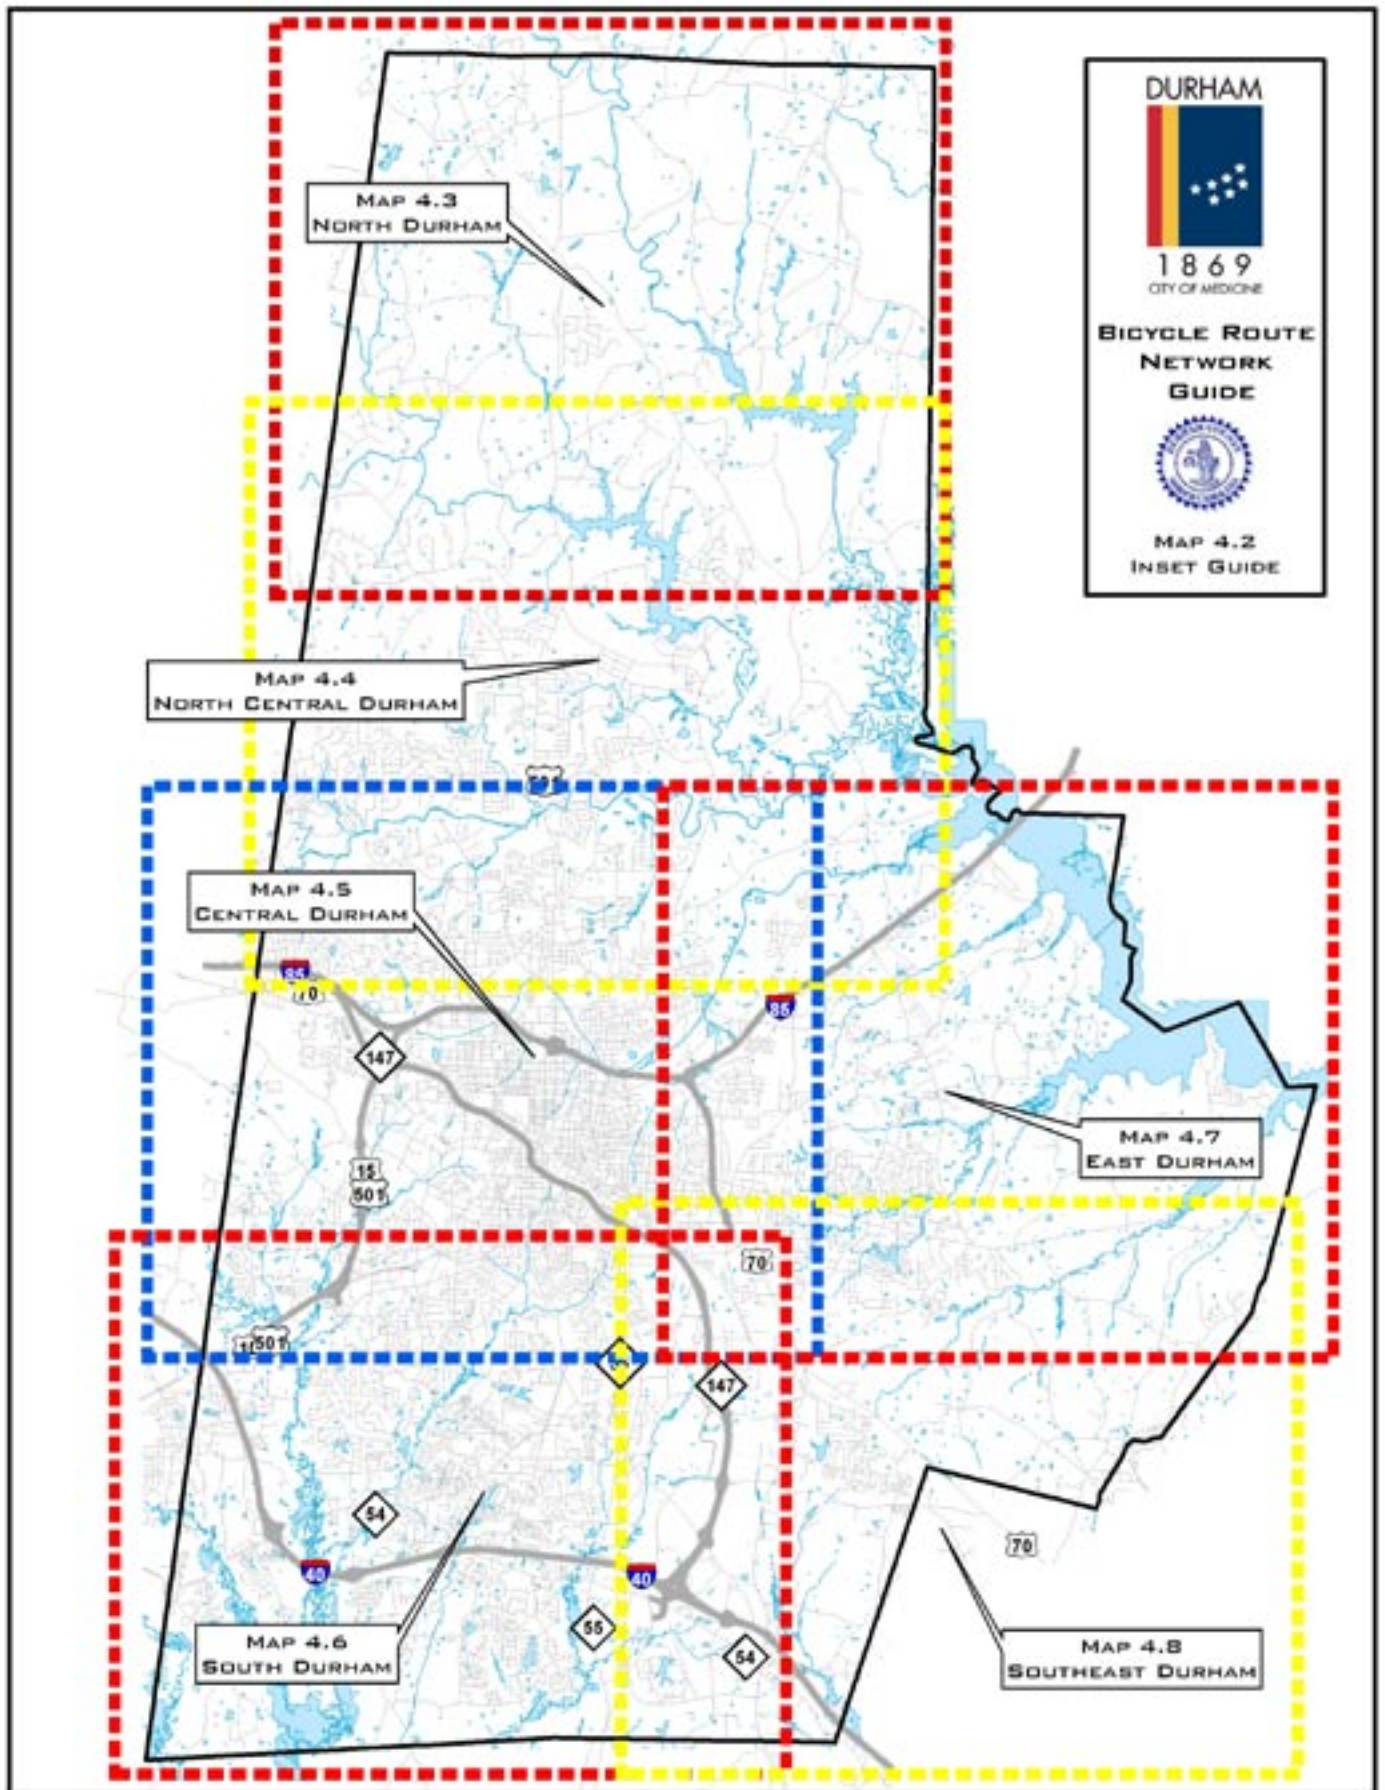 DURHAM
1869
CITY OF MEDICINE
BICYCLE ROUTE
NETWORK
GUIDE
MAP 4.2
INSET GUIDE
MAP 4.3
NORTH DURHAM
MAP 4.4
NORTH CENTRAL DURHAM
501
MAP 4.5
CENTRAL DURHAM
85
70
85
147
MAP 4.7
EAST DURHAM
15
501
70
501
147
54
70
40
40
55
54
MAP 4.6
SOUTH DURHAM
MAP 4.8
SOUTHEAST DURHAM